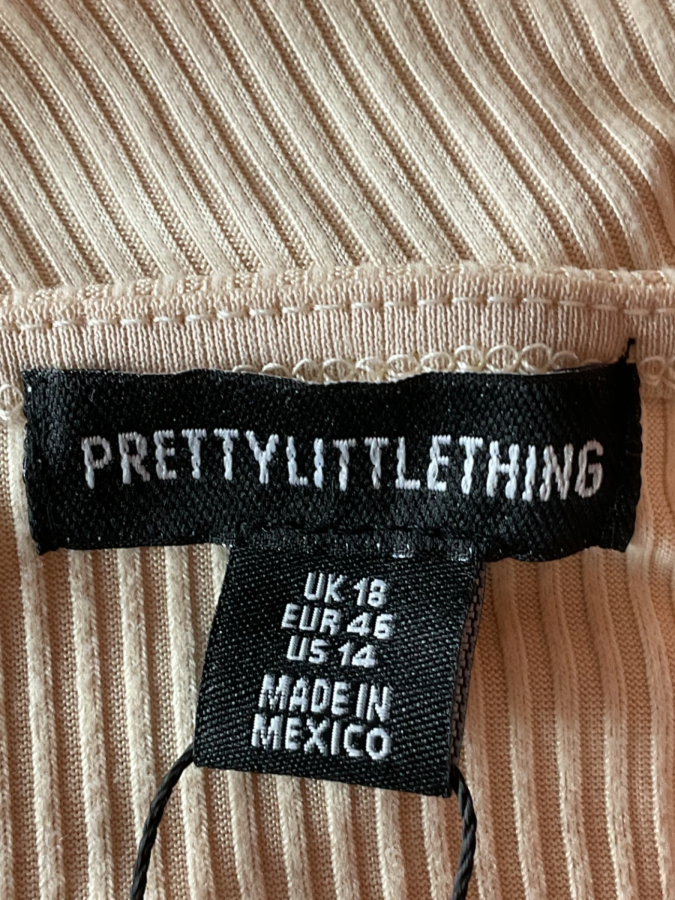 PRETTYLITTLETHING
UK 18
EUR 46
US 14
MADE IN
MEXICO